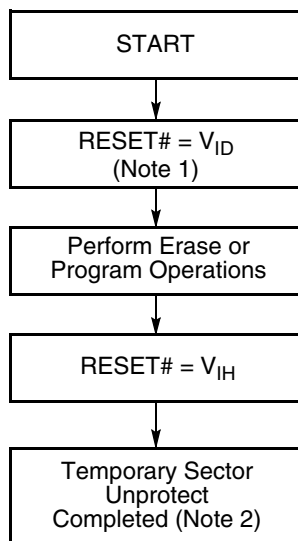 START
RESET# = VID
(Note 1)
Perform Erase or
Program Operations
RESET# = VIH
Temporary Sector
Unprotect
Completed (Note 2)